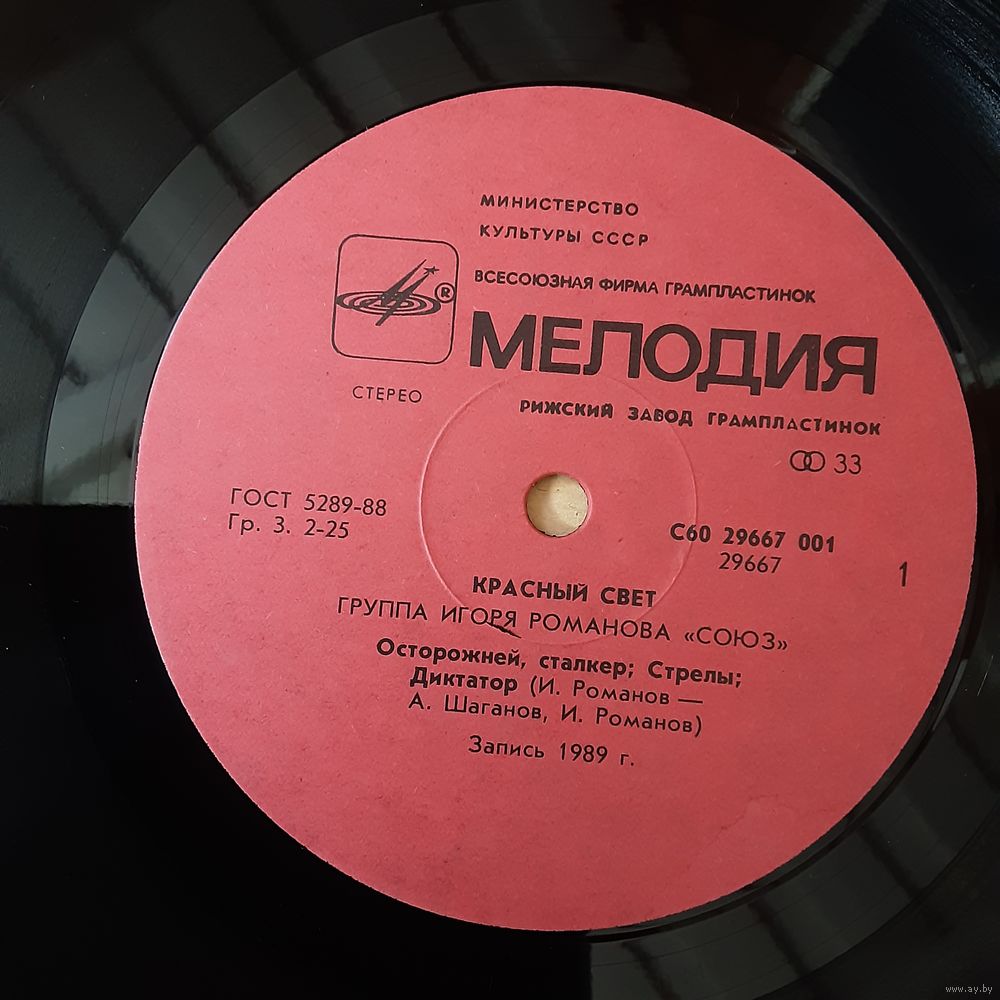 МИНИСТЕРСТВО
КУЛЬТУРЫ СССР
ВСЕСОЮЗНАЯ ФИРМА ГРАМПЛАСТИНОК
®
МЕЛОДИЯ
СТЕРЕО
РИЖСКИЙ ЗАВОД ГРАМПЛАСТИНОК
33
ГОСТ 5289-88
Гр. 3. 2-25
С60 29667 001
29667
1
КРАСНЫЙ СВЕТ
ГРУППА ИГОРЯ РОМАНОВА «СОЮЗ»
Осторожней, сталкер; Стрелы;
Диктатор (И. Романов —
А. Шаганов, И. Романов)
Запись 1989 г.
www.ay.by